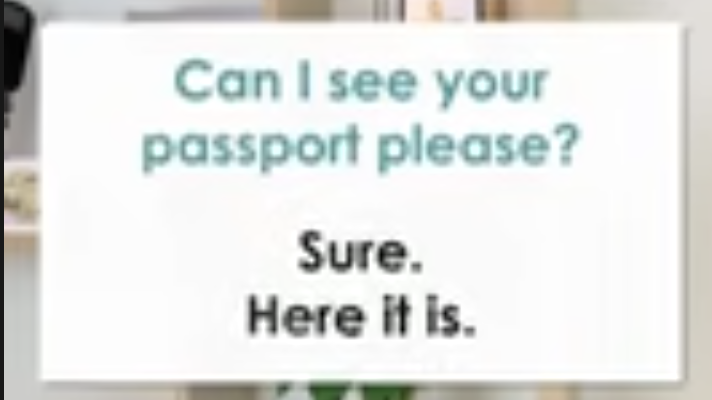 Can I see your
passport please?
Sure.
Here it is.